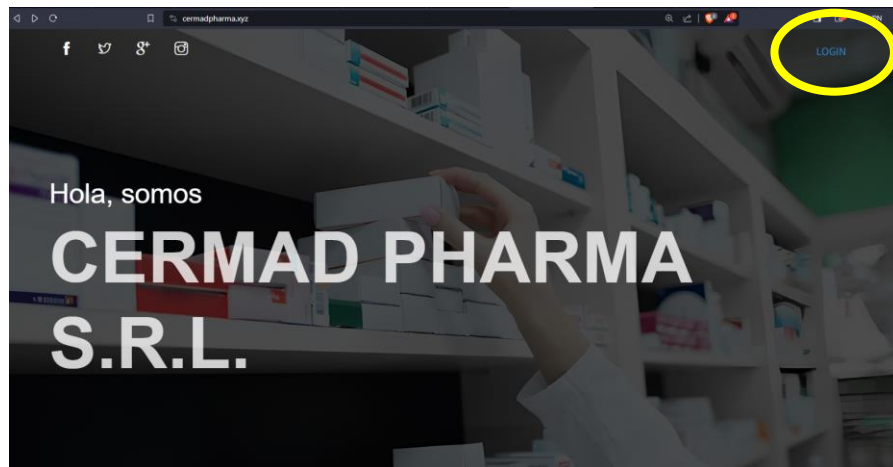 cermadpharma.xyz
LOGIN
Hola, somos
CERMAD PHARMA
S.R.L.